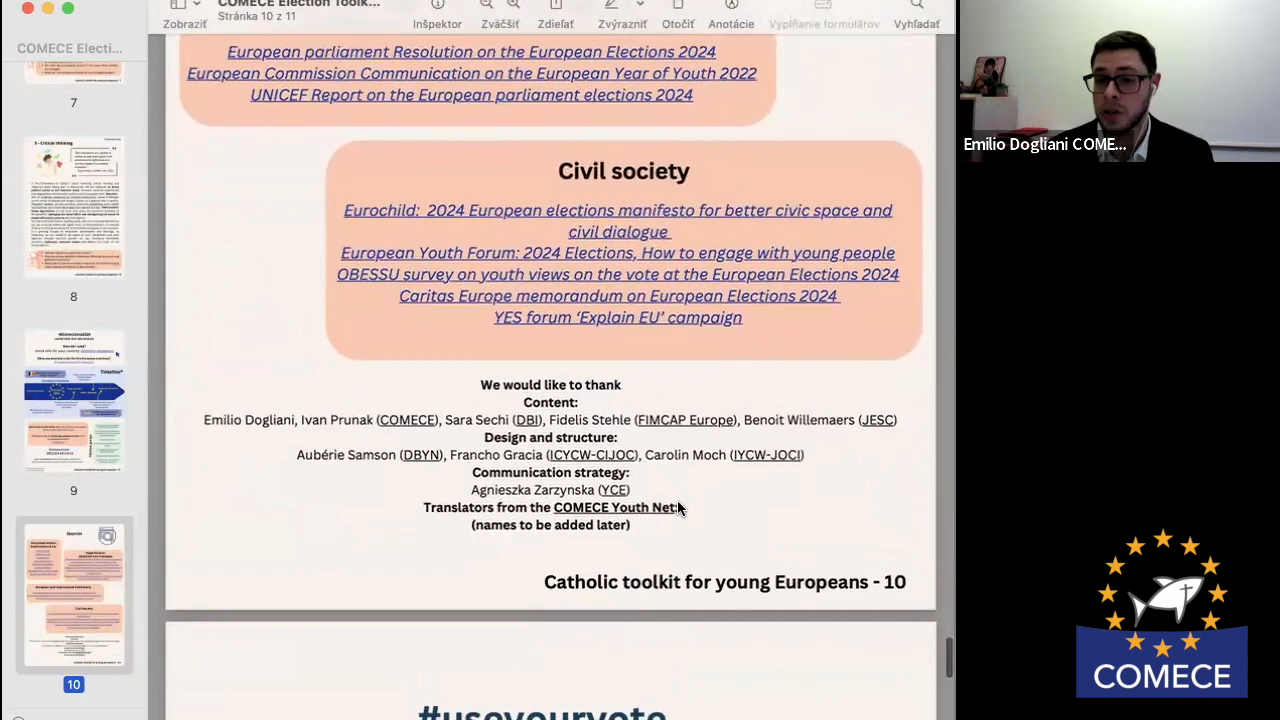 COMECE Election Toolk...
Stránka 10 z 11
Zobraziť
Inšpektor
Zväčšiť
Zdieľať
Zvýrazniť
Otočiť
Anotácie
Vypĺňanie formulárov
Vyhľadať
COMECE Electi...
7
5 - Critical thinking
8
9
10
European parliament Resolution on the European Elections 2024
European Commission Communication on the European Year of Youth 2022
UNICEF Report on the European parliament elections 2024
Civil society
Eurochild: 2024 European elections manifesto for better civic space and
civil dialogue
European Youth Forum: 2024 Elections, How to engage with young people
OBESSU survey on youth views on the vote at the European Elections 2024
Caritas Europe memorandum on European Elections 2024
YES forum ‘Explain EU’ campaign
We would like to thank
Content:
Emilio Dogliani, Ivan Prunak (COMECE), Sara Sechi (DBI), Fidelis Stehle (FIMCAP Europe), Benoit Willemaers (JESC)
Design and structure:
Aubérie Samson (DBYN), Francho Gracia (ICYCW-CIJOC), Carolin Moch (IYCW-JOCI)
Communication strategy:
Agnieszka Zarzynska (YCE)
Translators from the COMECE Youth Net:
(names to be added later)
Catholic toolkit for young Europeans - 10
#useyourvote
Emilio Dogliani COME...
COMECE